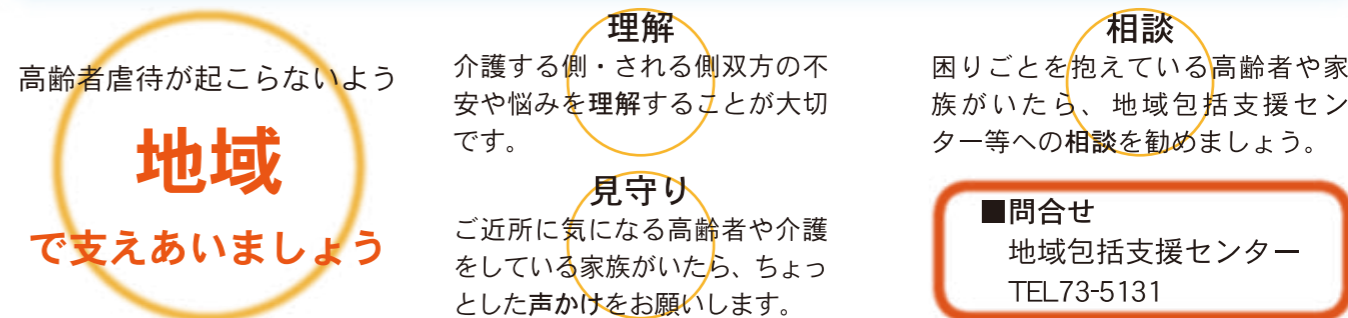 高齢者虐待が起こらないよう
地域
で支えあいましょう
理解
介護する側・される側双方の不
安や悩みを理解することが大切
です。
見守り
ご近所に気になる高齢者や介護
をしている家族がいたら、ちょっ
とした声かけをお願いします。
相談
困りごとを抱えている高齢者や家
族がいたら、地域包括支援セン
ター等への相談を勧めましょう。
■問合せ
地域包括支援センター
TEL73-5131